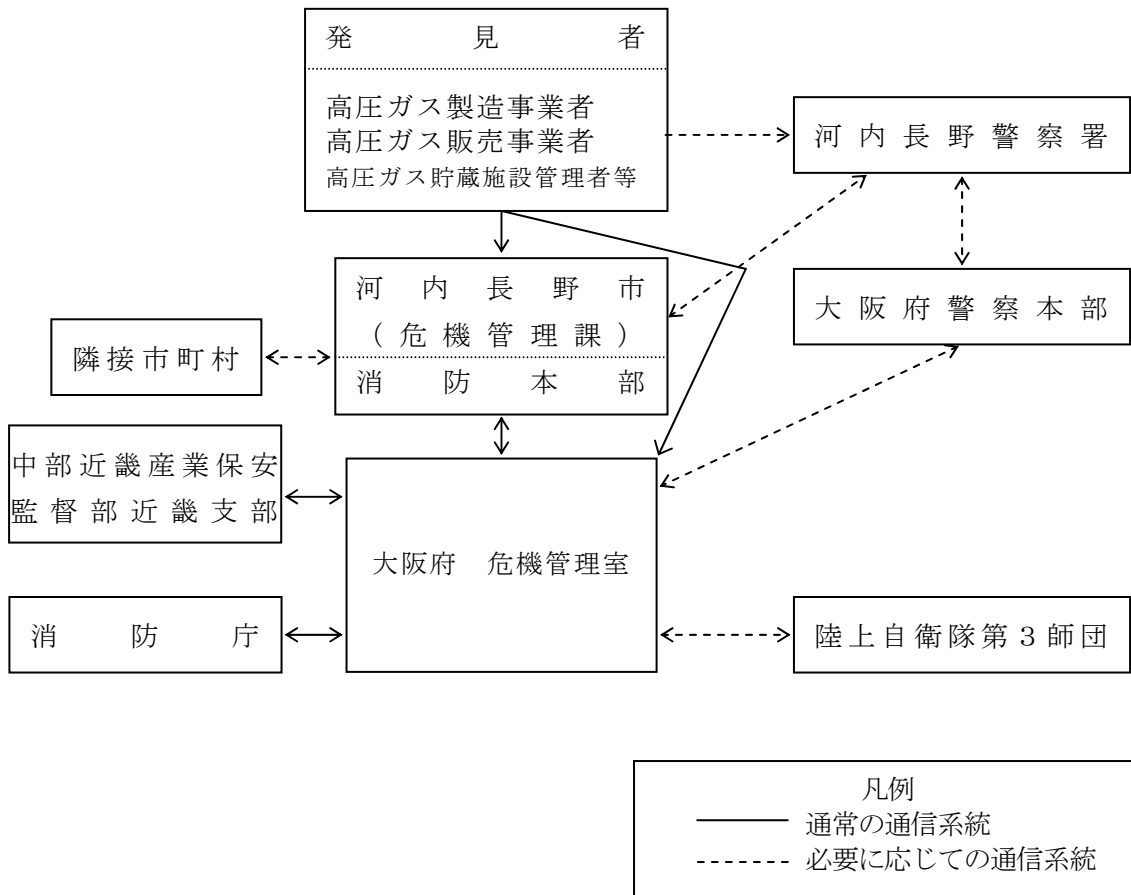 発見者
高圧ガス製造事業者
高圧ガス販売事業者
高圧ガス貯蔵施設管理者等
河内長野警察署
河内長野市
(危機管理課)
消防本部
大阪府警察本部
隣接市町村
中部近畿産業保安
監督部近畿支部
大阪府 危機管理室
消防庁
陸上自衛隊第3師団
凡例
通常の通信系統
必要に応じての通信系統